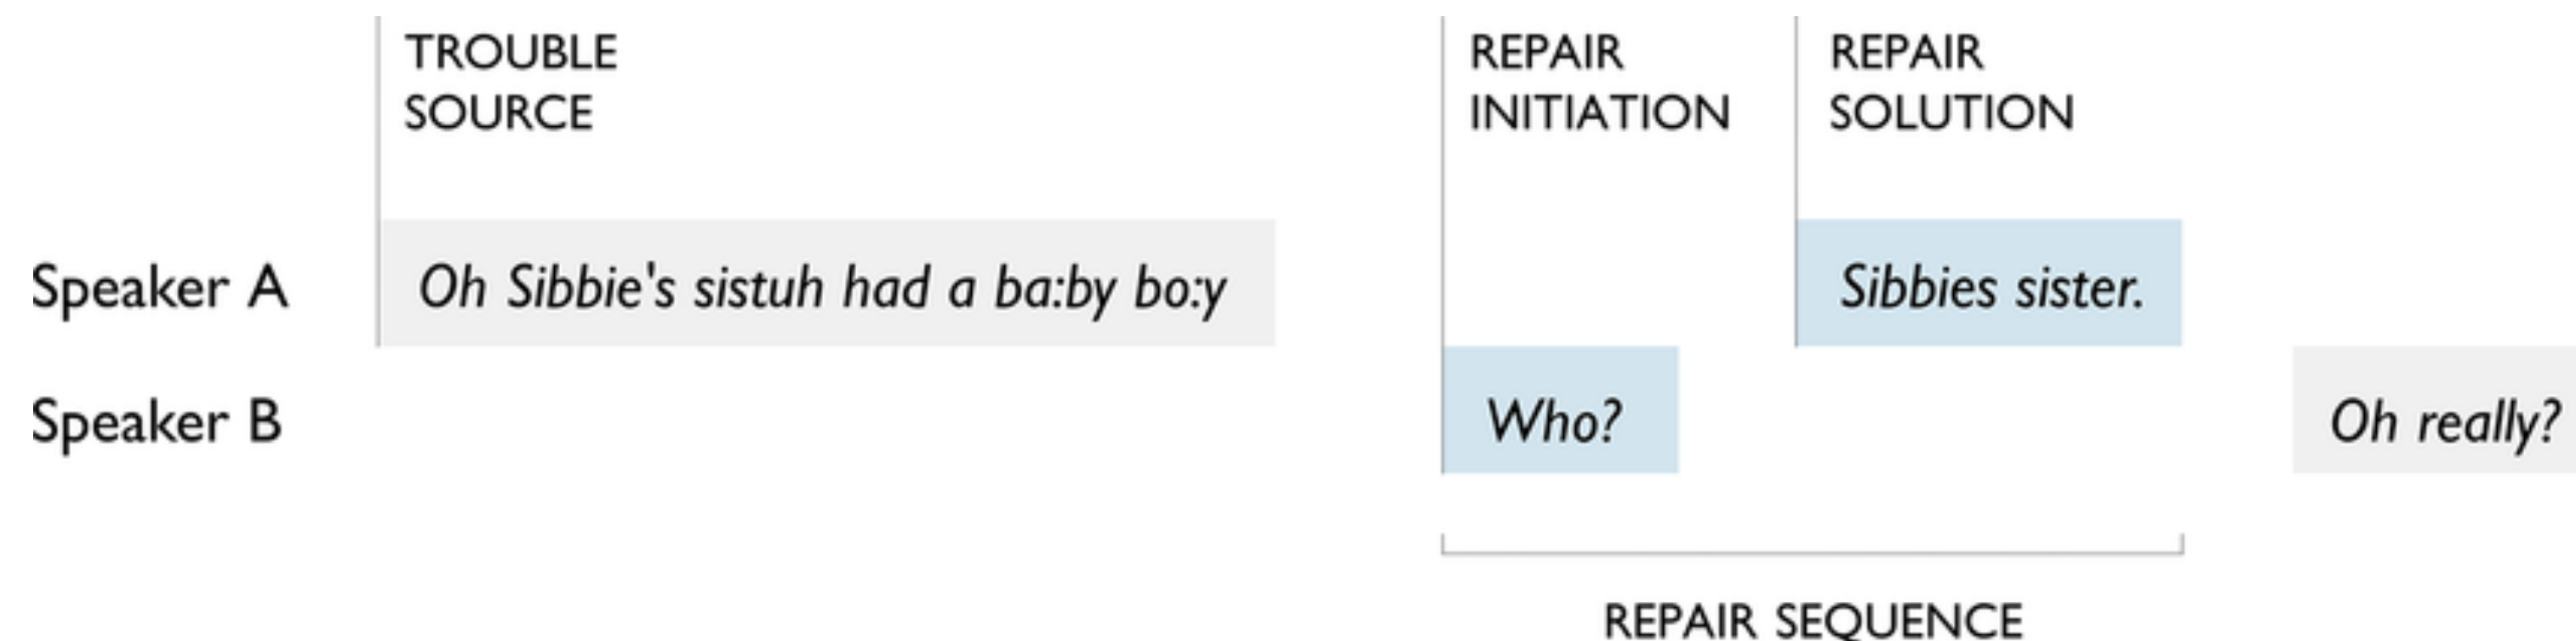 TROUBLE
SOURCE
REPAIR
INITIATION
REPAIR
SOLUTION
Speaker A Oh Sibbie's sistuh had a ba:by bo:y Sibbies sister.
Speaker B Who? Oh really?
REPAIR SEQUENCE